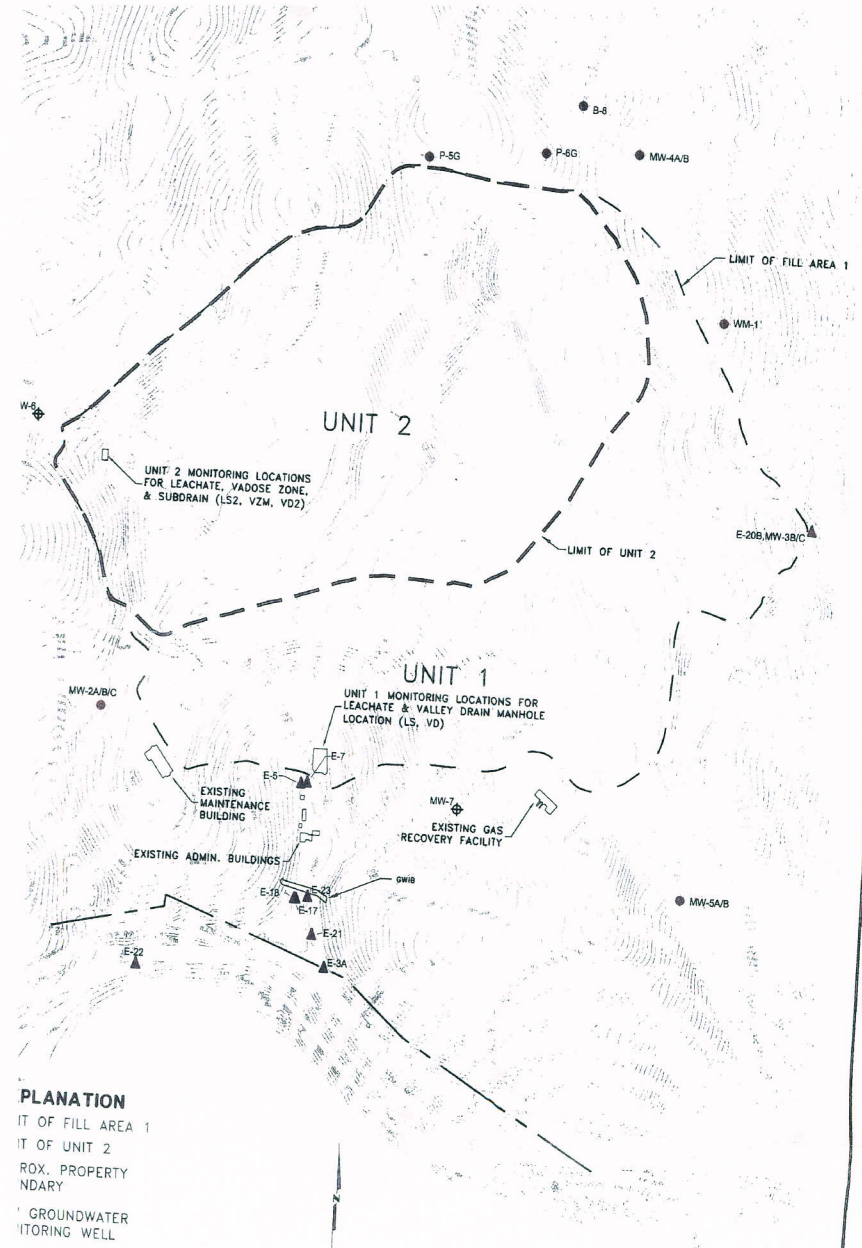 B-8
P-5G
P-6G
MW-4A/B
LIMIT OF FILL AREA 1
WM-1
W-6
UNIT 2
UNIT 2 MONITORING LOCATIONS
FOR LEACHATE, VADOSE ZONE,
& SUBDRAIN (LS2, VZM, VD2)
E-20B,MW-3B/C
LIMIT OF UNIT 2
UNIT 1
MW-2A/B/C
UNIT 1 MONITORING LOCATIONS FOR
LEACHATE & VALLEY DRAIN MANHOLE
LOCATION (LS, VD)
E-7
E-5
EXISTING
MAINTENANCE
BUILDING
MW-7
EXISTING GAS
RECOVERY FACILITY
EXISTING ADMIN. BUILDINGS
GWIB
E-18
E-23
E-17
MW-5A/B
E-21
E-22
E-3A
PLANATION
IT OF FILL AREA 1
IT OF UNIT 2
ROX. PROPERTY
NDARY
GROUNDWATER
ITORING WELL
N